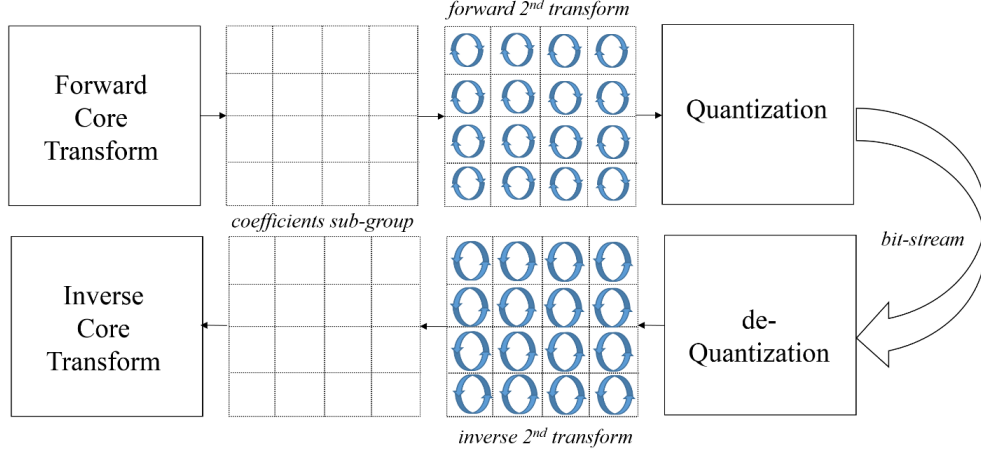 forward 2nd transform
Forward
Core
Transform
Quantization
coefficients sub-group
bit-stream
Inverse
Core
Transform
de-
Quantization
inverse 2nd transform